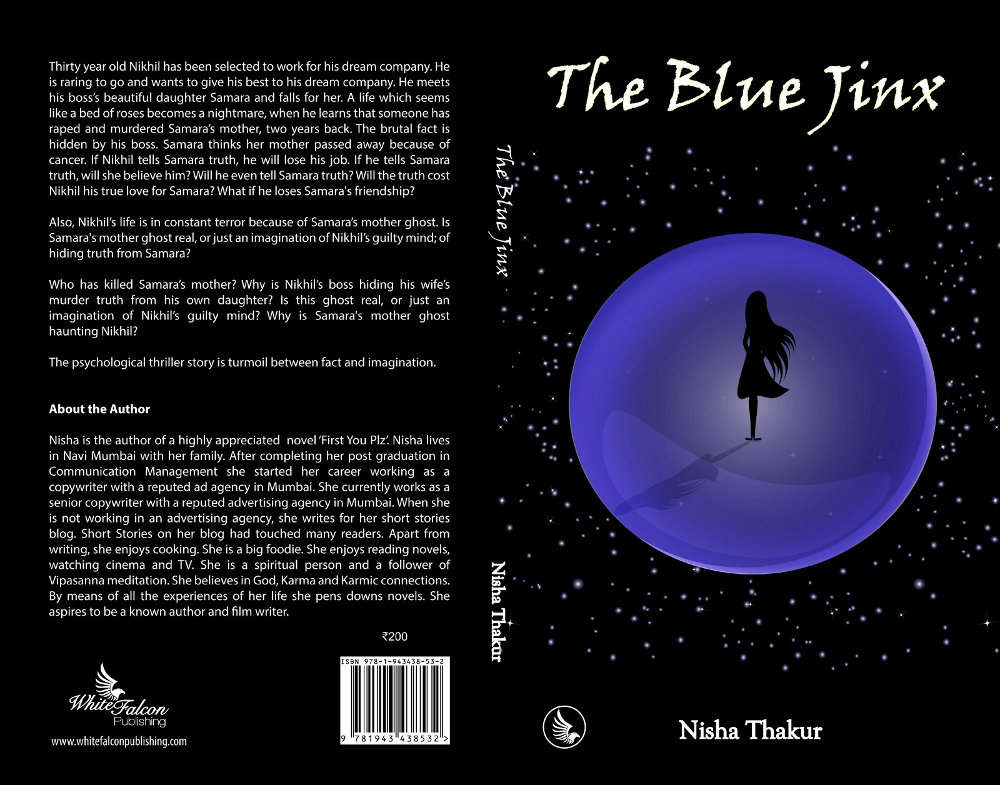 Thirty year old Nikhil has been selected to work for his dream company. He
is raring to go and wants to give his best to his dream company. He meets
his boss's beautiful daughter Samara and falls for her. A life which seems
like a bed of roses becomes a nightmare, when he learns that someone has
raped and murdered Samara's mother, two years back. The brutal fact is
hidden by his boss. Samara thinks her mother passed away because of
cancer. If Nikhil tells Samara truth, he will lose his job. If he tells Samara
truth, will she believe him? Will he even tell Samara truth? Will the truth cost
Nikhil his true love for Samara? What if he loses Samara's friendship?
Also, Nikhil's life is in constant terror because of Samara's mother ghost. Is
Samara's mother ghost real, or just an imagination of Nikhil's guilty mind; of
hiding truth from Samara?
Who has killed Samara's mother? Why is Nikhil's boss hiding his wife's
murder truth from his own daughter? Is this ghost real, or just an
imagination of Nikhil's guilty mind? Why is Samara's mother ghost
haunting Nikhil?
The psychological thriller story is turmoil between fact and imagination.
About the Author
Nisha is the author of a highly appreciated novel 'First You Plz'. Nisha lives
in Navi Mumbai with her family. After completing her post graduation in
Communication Management she started her career working as a
copywriter with a reputed ad agency in Mumbai. She currently works as a
senior copywriter with a reputed advertising agency in Mumbai. When she
is not working in an advertising agency, she writes for her short stories
blog. Short Stories on her blog had touched many readers. Apart from
writing, she enjoys cooking. She is a big foodie. She enjoys reading novels,
watching cinema and TV. She is a spiritual person and a follower of
Vipasanna meditation. She believes in God, Karma and Karmic connections.
By means of all the experiences of her life she pens downs novels. She
aspires to be a known author and film writer.
₹200
ISBN 978-1-943438-53-2
9 781943 438532 >
White Falcon
Publishing
www.whitefalconpublishing.com
The Blue Jinx
Nisha Thakur
The Blue Jinx
Nisha Thakur